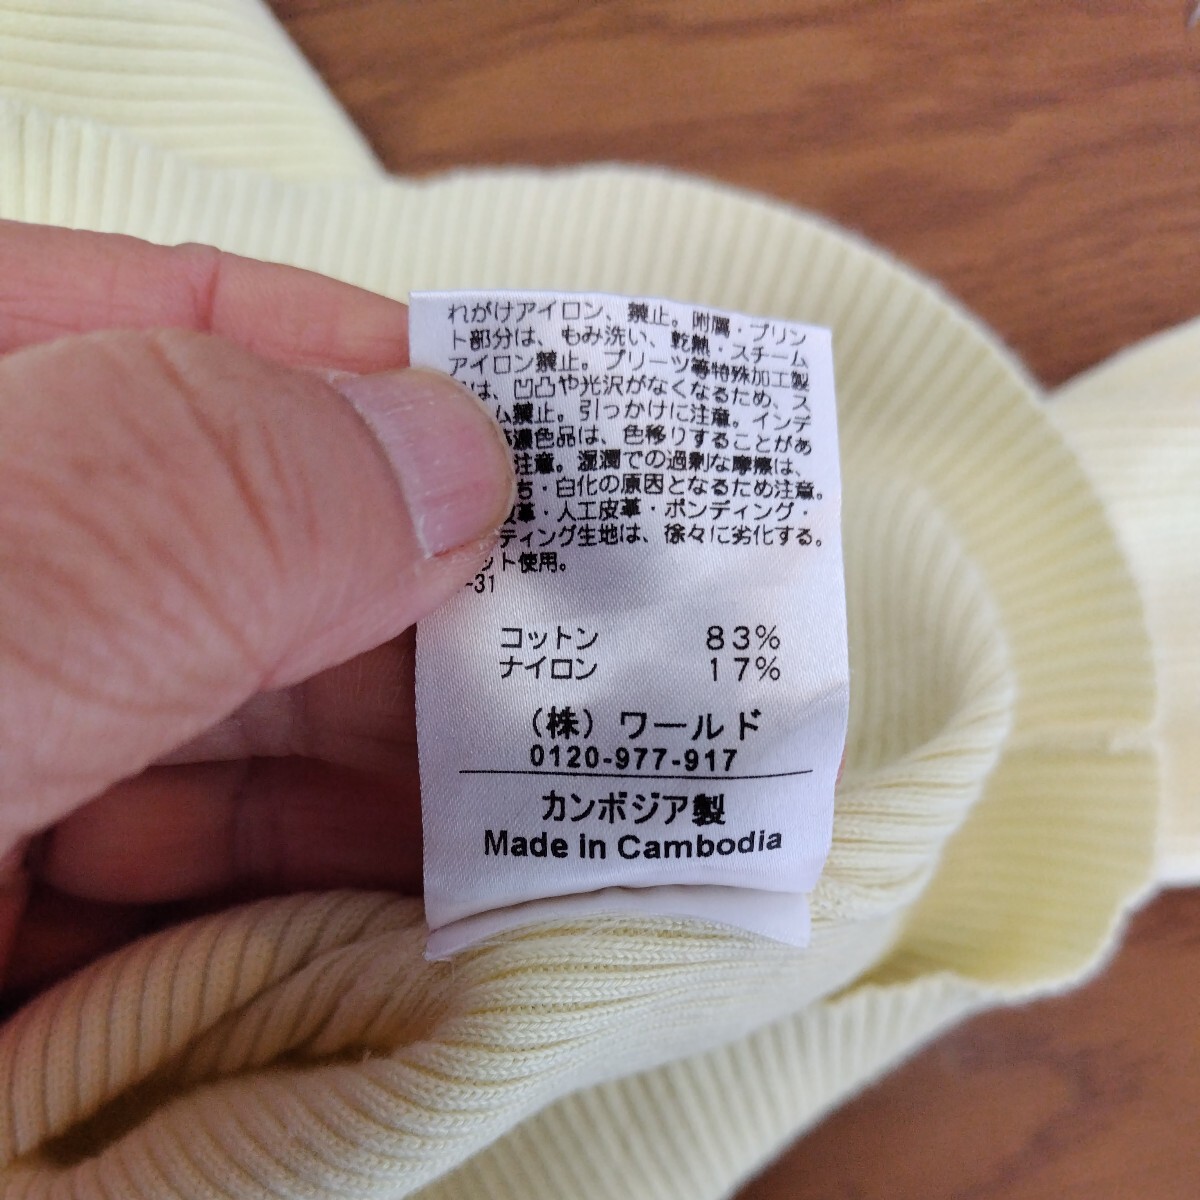 れがけアイロン、禁止。附属・プリン
ト部分は、もみ洗い、乾熱・スチーム
アイロン禁止。プリーツ等特殊加工製
は、凹凸や光沢がなくなるため、ス
ム禁止。引っかけに注意。インデ
濃色品は、色移りすることがあ
注意。湿潤での過剰な摩擦は、
ち・白化の原因となるため注意。
皮革・人工皮革・ボンディング・
ティング生地は、徐々に劣化する。
ット使用。
-31
コットン 83%
ナイロン 17%
(株)ワールド
0120-977-917
カンボジア製
Made in Cambodia